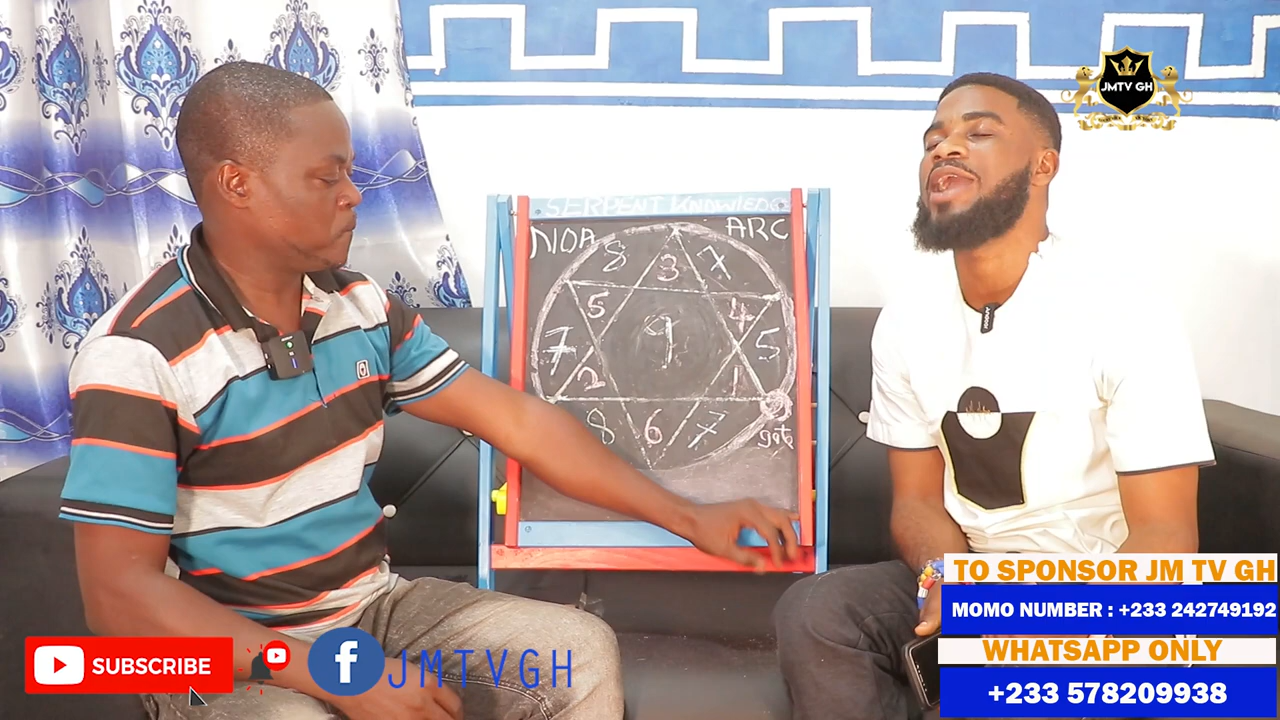 JMTV GH
SERPENT KNOWLEDGE
NOA
ARC
8 3 7
5 4
7 9 5
2 1
8 6 7
gate
SUBSCRIBE
f JMTVGH
TO SPONSOR JM TV GH
MOMO NUMBER : +233 242749192
WHATSAPP ONLY
+233 578209938